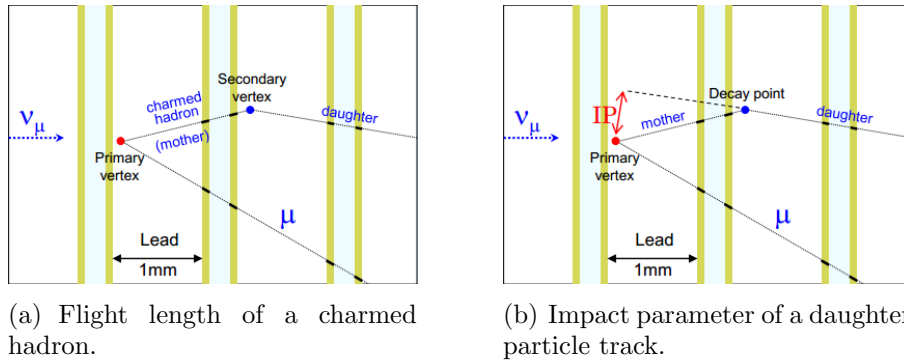 Secondary
vertex
charmed
hadron
(mother)
daughter
νμ
Primary
vertex
μ
Lead
1mm
(a) Flight length of a charmed
hadron.
Decay point
IP
mother
daughter
νμ
Primary
vertex
μ
Lead
1mm
(b) Impact parameter of a daughter
particle track.